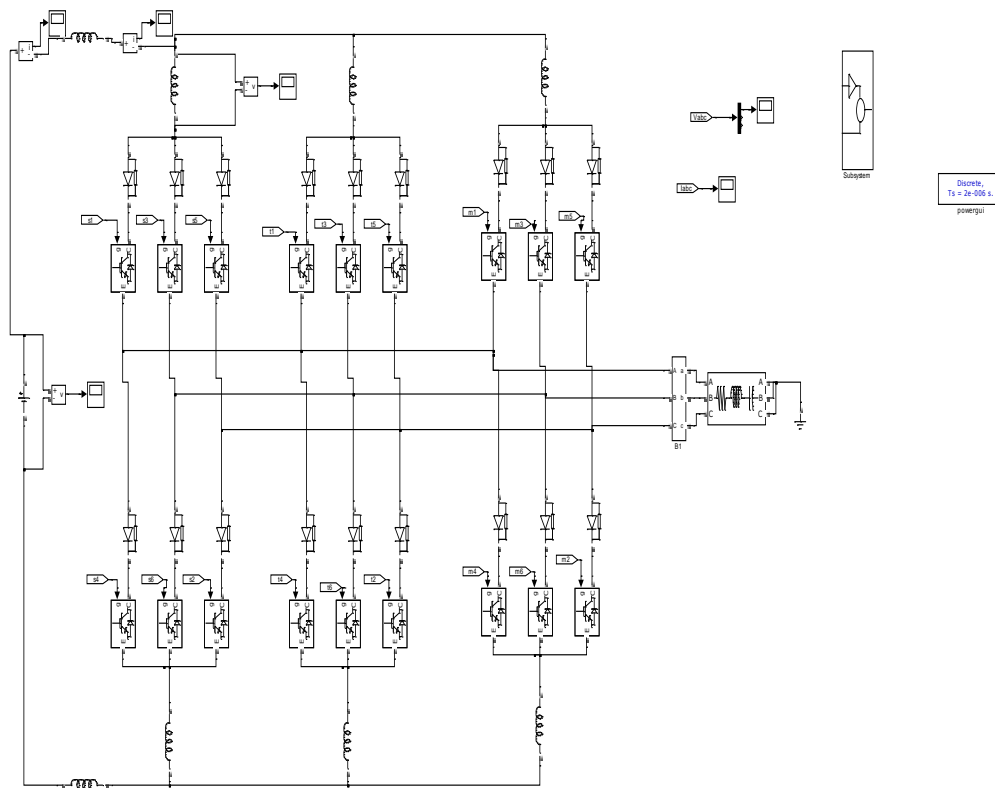 i
+
-
i
+
-
+
-
v
Vabc
Iabc
Subsystem
Discrete,
Ts = 2e-006 s.
powergui
s1
s3
s5
t1
t3
t5
m1
m3
m5
g
C
E
g
C
E
g
C
E
g
C
E
g
C
E
g
C
E
g
C
E
g
C
E
g
C
E
+
-
v
A a
B b
C c
B1
A A
B B
C C
s4
s6
s2
t4
t6
t2
m4
m6
m2
g
C
E
g
C
E
g
C
E
g
C
E
g
C
E
g
C
E
g
C
E
g
C
E
g
C
E